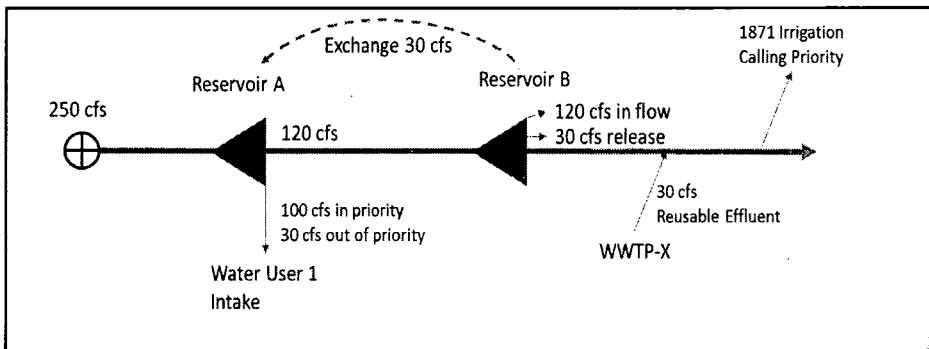 Exchange 30 cfs
1871 Irrigation
Calling Priority
Reservoir A
Reservoir B
250 cfs
120 cfs
120 cfs in flow
30 cfs release
100 cfs in priority
30 cfs out of priority
30 cfs
Reusable Effluent
WWTP-X
Water User 1
Intake